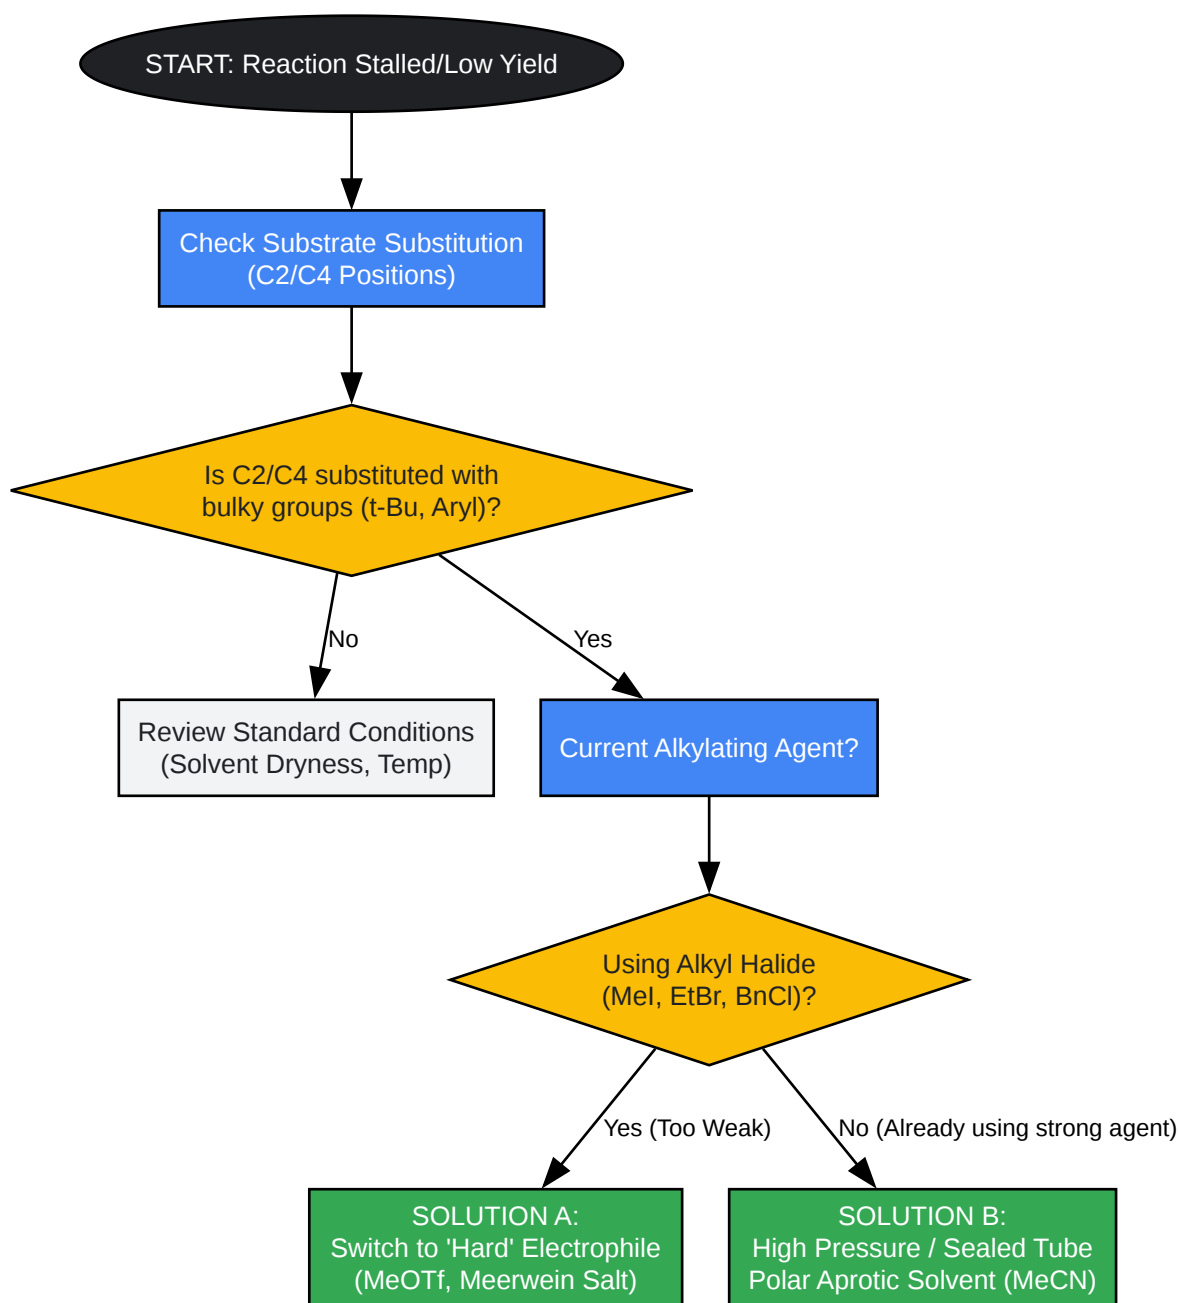 START: Reaction Stalled/Low Yield
Check Substrate Substitution
(C2/C4 Positions)
Is C2/C4 substituted with
bulky groups (t-Bu, Aryl)?
No
Yes
Review Standard Conditions
(Solvent Dryness, Temp)
Current Alkylating Agent?
Using Alkyl Halide
(MeI, EtBr, BnCl)?
Yes (Too Weak)
No (Already using strong agent)
SOLUTION A:
Switch to 'Hard' Electrophile
(MeOTf, Meerwein Salt)
SOLUTION B:
High Pressure / Sealed Tube
Polar Aprotic Solvent (MeCN)